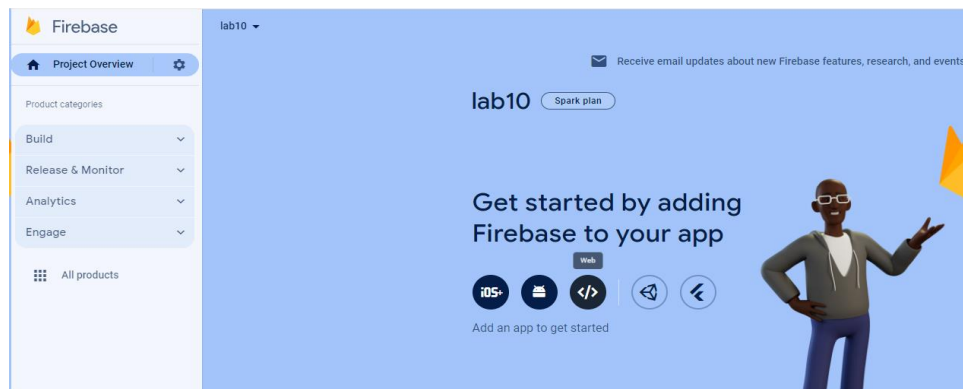 Firebase
Project Overview
Product categories
Build
Release & Monitor
Analytics
Engage
All products
lab10
Receive email updates about new Firebase features, research, and events
lab10 Spark plan
Get started by adding
Firebase to your app
Web
iOS+ </>
Add an app to get started